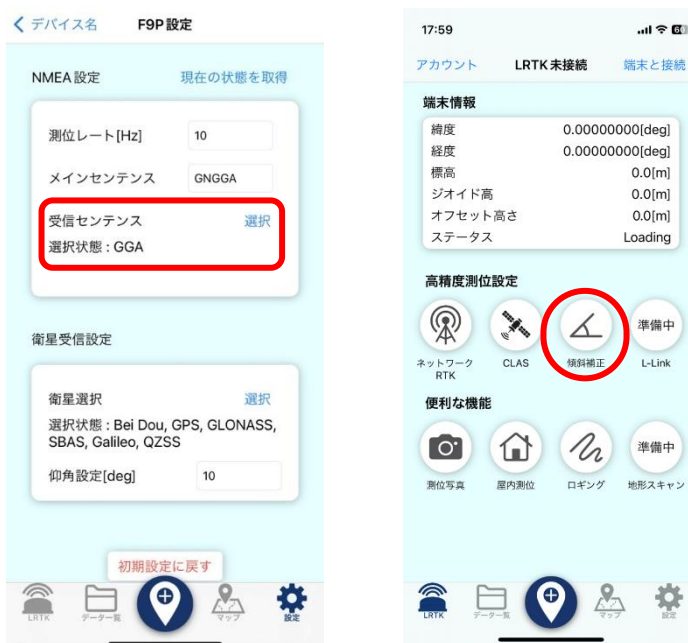 デバイス名 F9P設定
NMEA設定 現在の状態を取得
測位レート[Hz] 10
メインセンテンス GNGGA
受信センテンス 選択
選択状態 : GGA
衛星受信設定
衛星選択 選択
選択状態 : Bei Dou, GPS, GLONASS,
SBAS, Galileo, QZSS
仰角設定[deg] 10
初期設定に戻す
LRTK データ一覧 マップ 設定
17:59 60
アカウント LRTK未接続 端末と接続
端末情報
緯度 0.00000000[deg]
経度 0.00000000[deg]
標高 0.0[m]
ジオイド高 0.0[m]
オフセット高さ 0.0[m]
ステータス Loading
高精度測位設定
準備中
ネットワーク CLAS 傾斜補正 L-Link
RTK
便利な機能
準備中
測位写真 屋内測位 ロギング 地形スキャン
LRTK データ一覧 マップ 設定